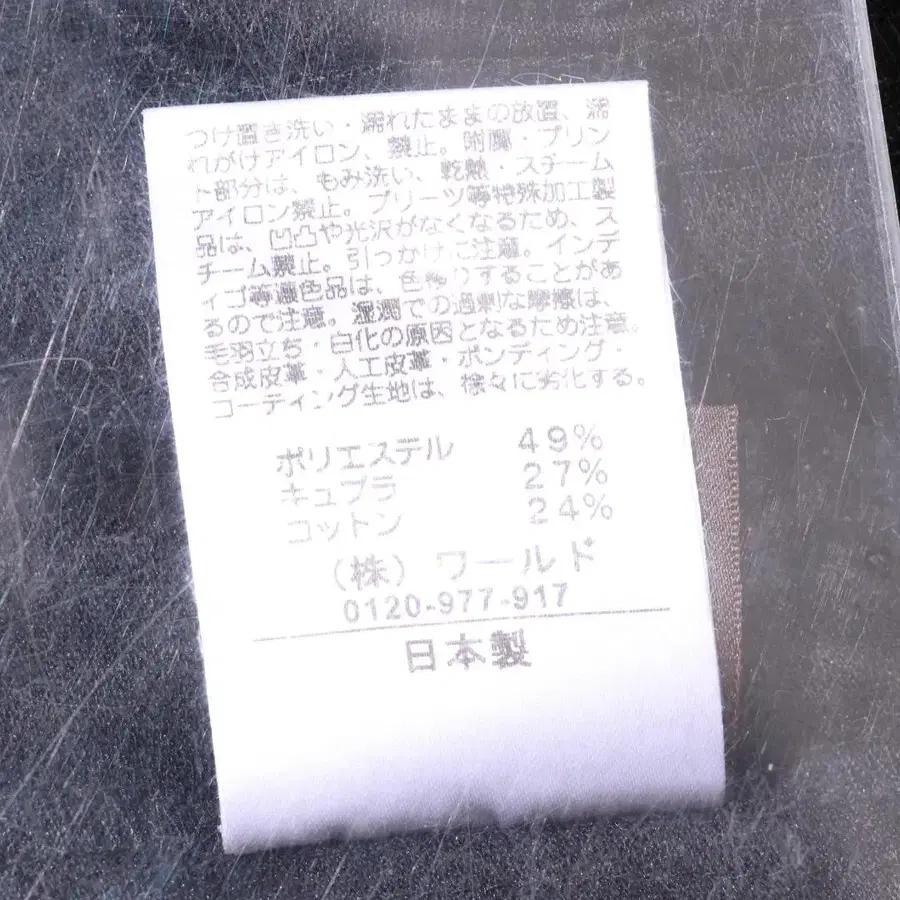 つけ置き洗い・濡れたままの放置、濡
れがけアイロン、禁止。附属・プリン
ト部分は、もみ洗い、乾熱・スチーム
アイロン禁止。プリーツ等特殊加工製
品は、凹凸や光沢がなくなるため、ス
チーム禁止。引っかけに注意。インデ
ィゴ等濃色品は、色移りすることがあ
るので注意。湿潤での過剰な摩擦は、
毛羽立ち・白化の原因となるため注意。
合成皮革・人工皮革・ボンディング・
コーティング生地は、徐々に劣化する。
ポリエステル 49%
キュプラ 27%
コットン 24%
(株) ワールド
0120-977-917
日本製